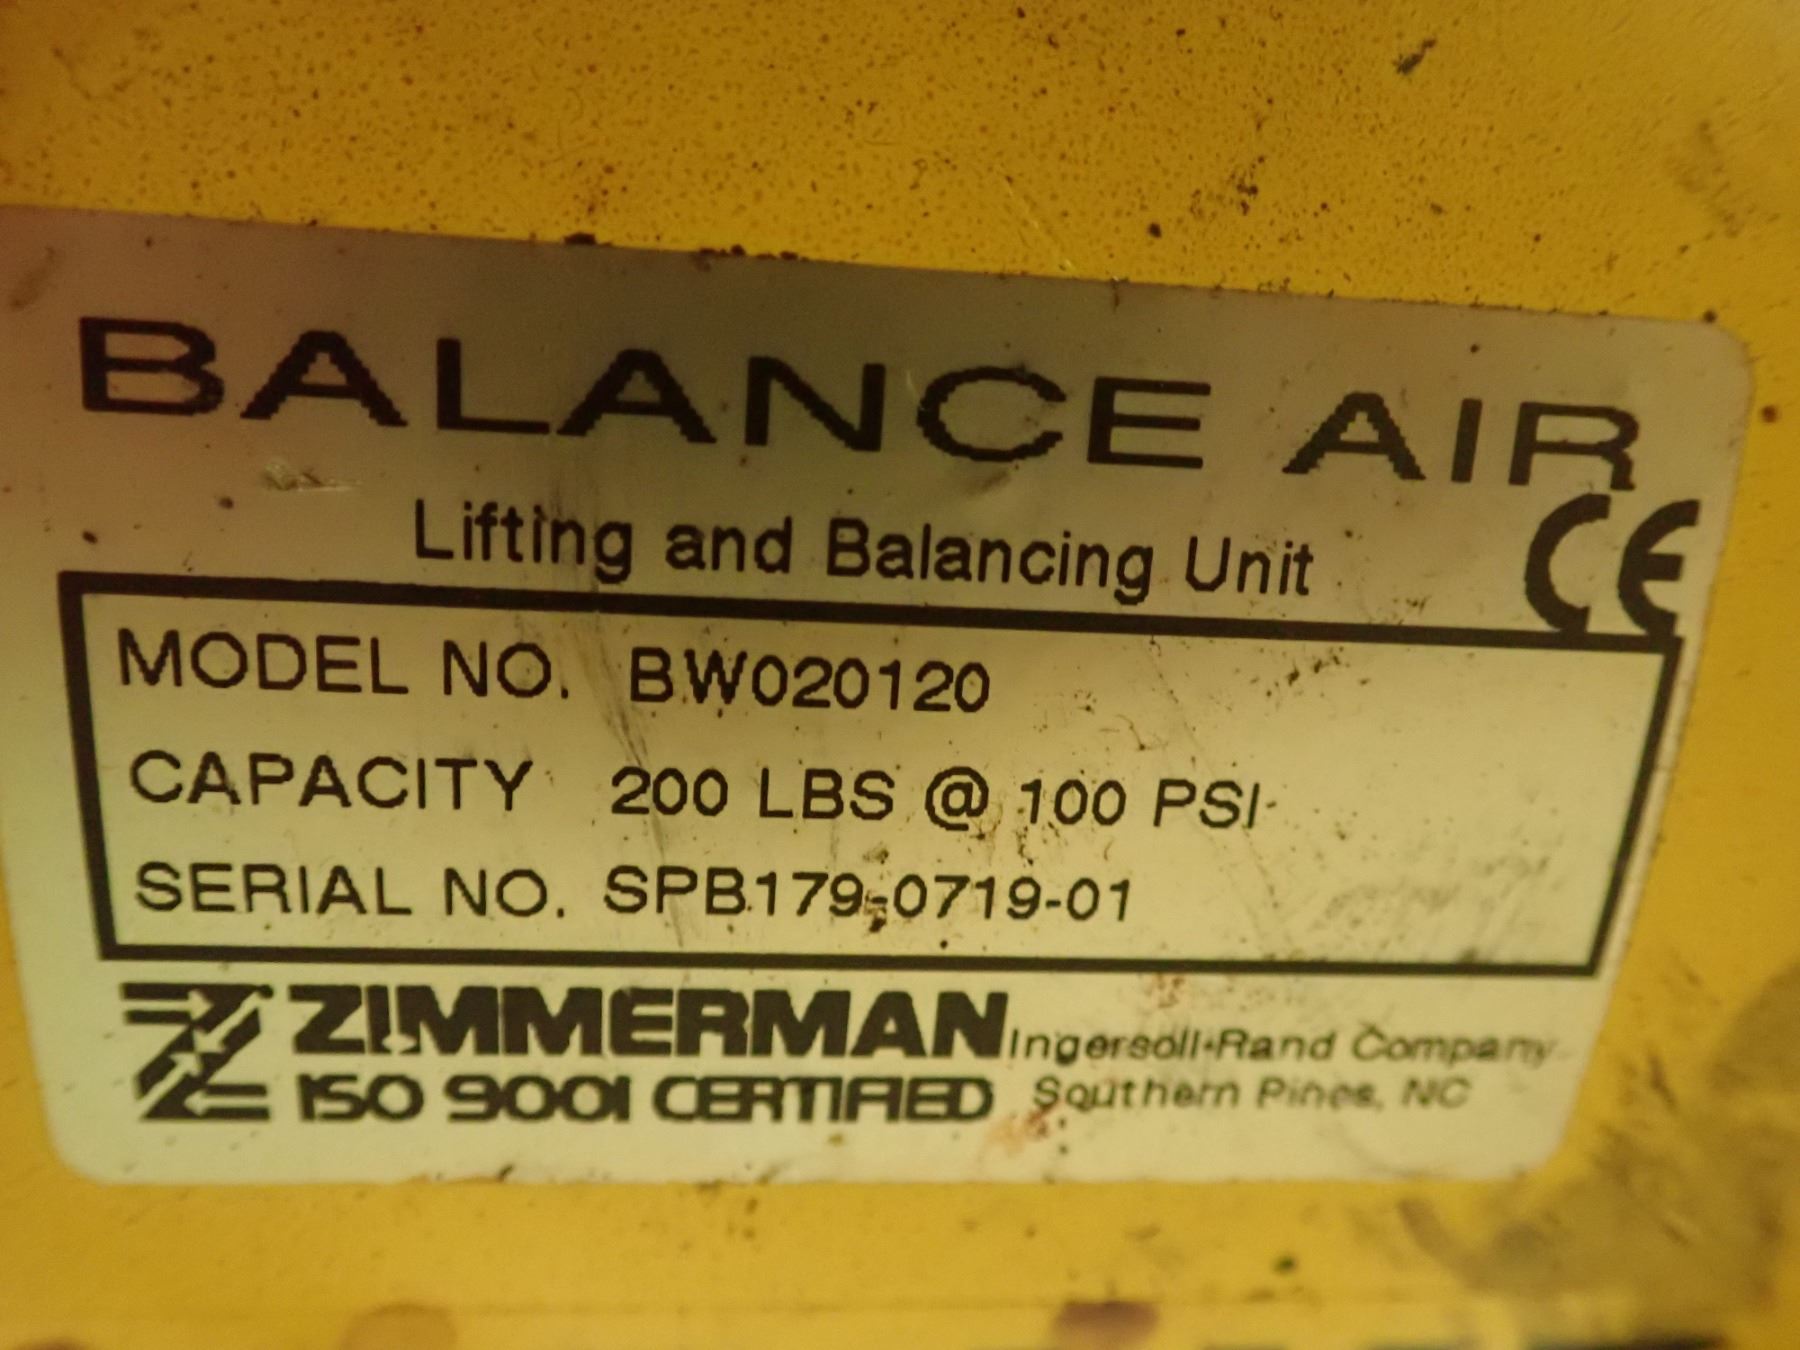 BALANCE AIR
Lifting and Balancing Unit
CE
MODEL NO. BW020120
CAPACITY 200 LBS @ 100 PSI
SERIAL NO. SPB179-0719-01
ZIMMERMAN Ingersoll-Rand Company
ISO 9001 CERTIFIED Southern Pines, NC